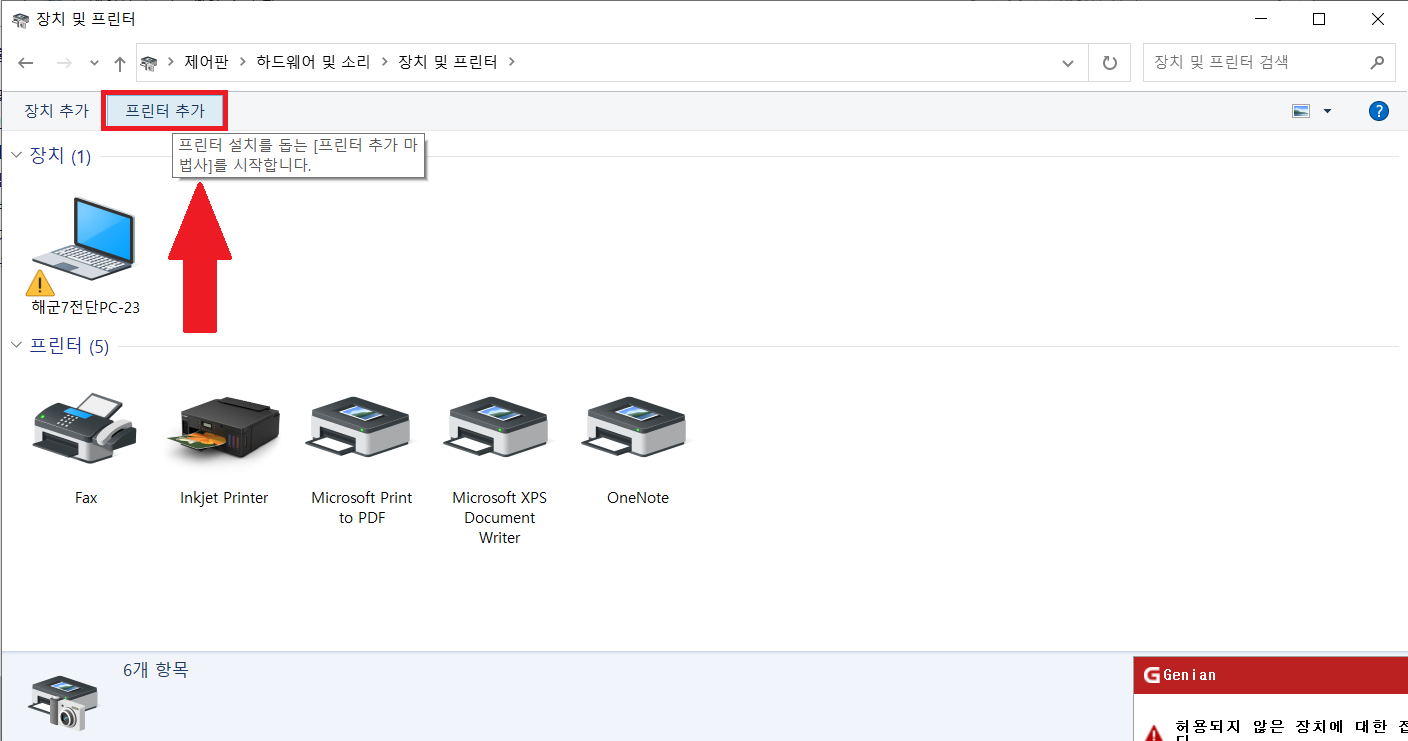 장치 및 프린터
제어판 > 하드웨어 및 소리 > 장치 및 프린터 >
장치 및 프린터 검색
장치 추가
프린터 추가
프린터 설치를 돕는 [프린터 추가 마
법사]를 시작합니다.
장치 (1)
해군7전단PC-23
프린터 (5)
Fax
Inkjet Printer
Microsoft Print
to PDF
Microsoft XPS
Document
Writer
OneNote
6개 항목
Genian
허용되지 않은 장치에 대한 접